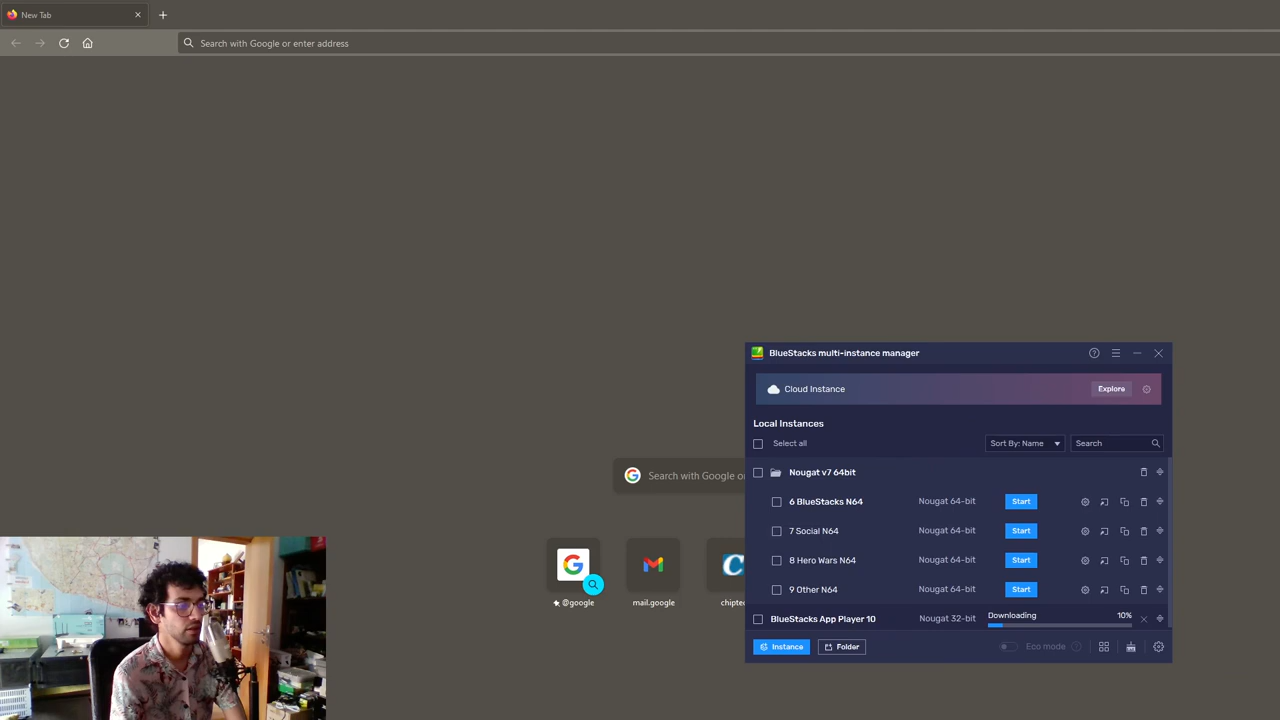 New Tab
Search with Google or enter address
BlueStacks multi-instance manager
Cloud Instance
Explore
Local Instances
Select all
Sort By: Name
Search
Nougat v7 64bit
6 BlueStacks N64 Nougat 64-bit Start
7 Social N64 Nougat 64-bit Start
8 Hero Wars N64 Nougat 64-bit Start
9 Other N64 Nougat 64-bit Start
BlueStacks App Player 10 Nougat 32-bit Downloading 10%
Instance
Folder
Eco mode
Search with Google or
@google
mail.google
chiptec